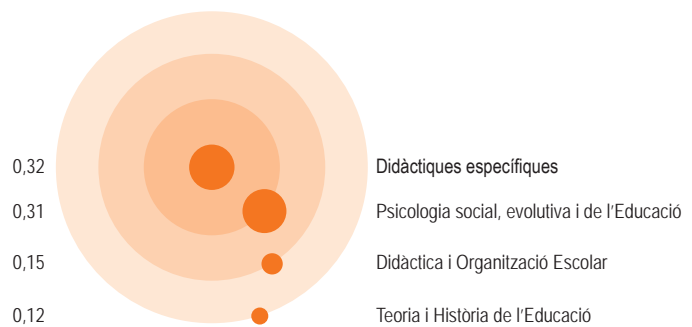 0,32 Didàctiques específiques
0,31 Psicologia social, evolutiva i de l'Educació
0,15 Didàctica i Organització Escolar
0,12 Teoria i Història de l'Educació